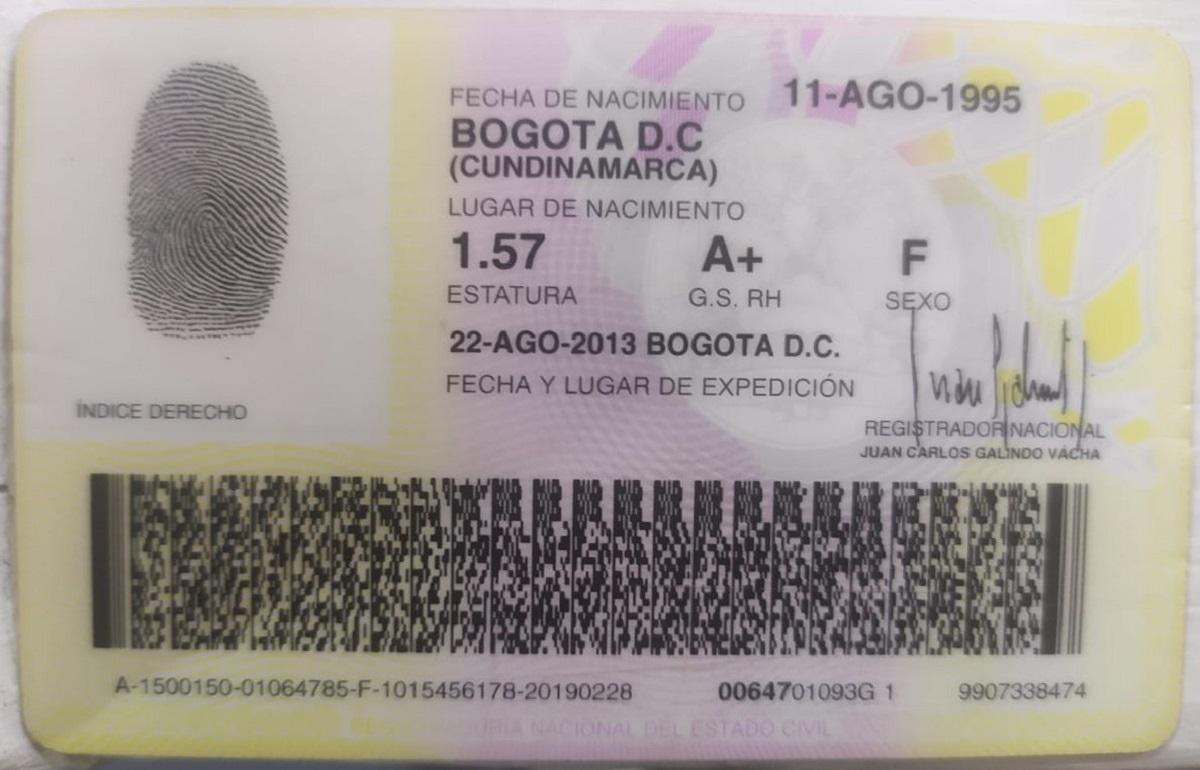 FECHA DE NACIMIENTO 11-AGO-1995
BOGOTA D.C
(CUNDINAMARCA)
LUGAR DE NACIMIENTO
1.57 A+ F
ESTATURA G.S. RH SEXO
22-AGO-2013 BOGOTA D.C.
FECHA Y LUGAR DE EXPEDICIÓN
ÍNDICE DERECHO
REGISTRADOR NACIONAL
JUAN CARLOS GALINDO VACHA
A-1500150-01064785-F-1015456178-20190228 0064701093G 1 9907338474
NACIONAL DEL ESTADO CIVIL